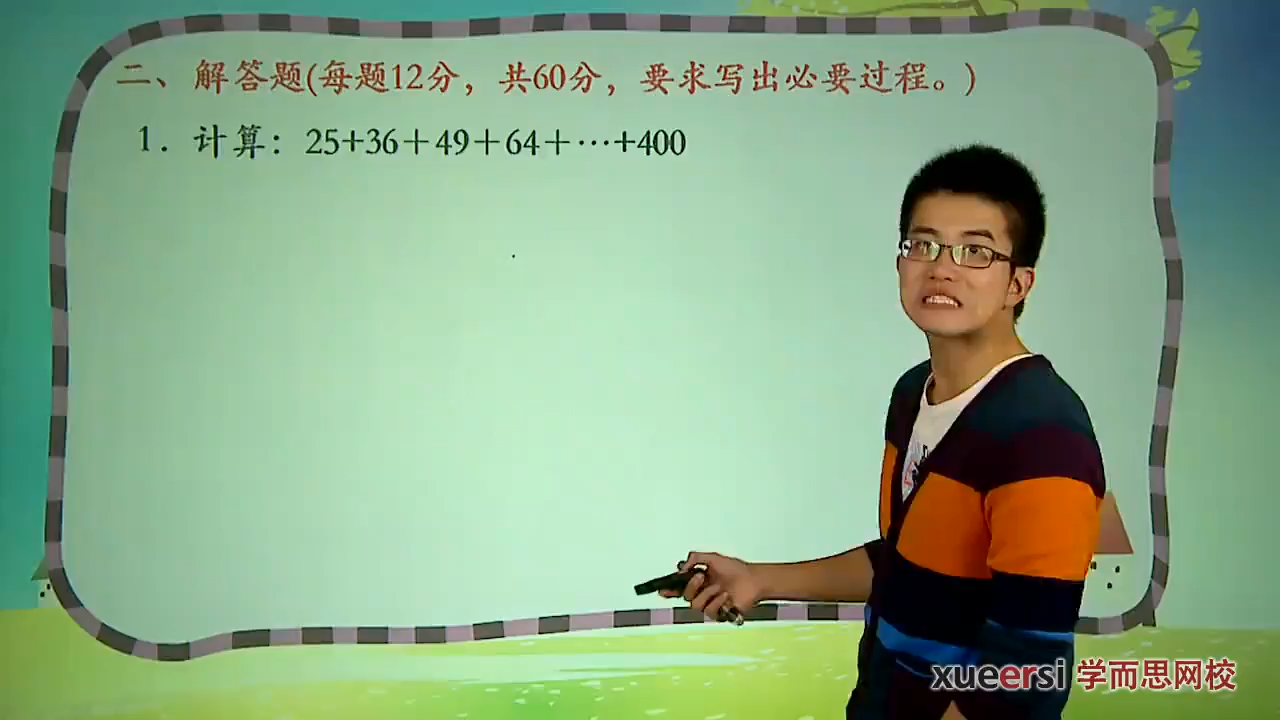 二、解答题(每题12分，共60分，要求写出必要过程。)
1．计算：25+36＋49＋64＋…+400
xueersi 学而思网校